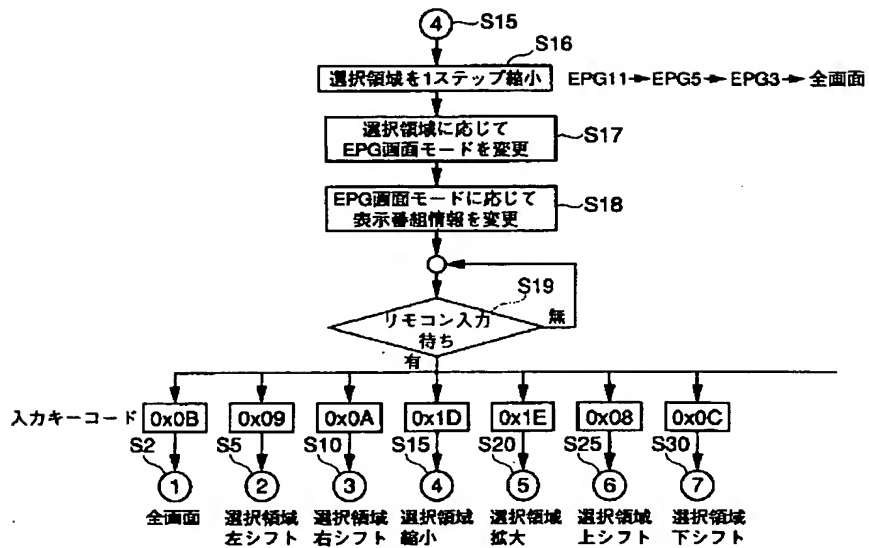 4 S15
S16
選択領域を1ステップ縮小 EPG11→EPG5→EPG3→全画面
選択領域に応じて
EPG画面モードを変更
S17
EPG画面モードに応じて
表示番組情報を変更
S18
S19
リモコン入力
待ち
無
有
入力キーコード 0x0B 0x09 0x0A 0x1D 0x1E 0x08 0x0C
S2 S5 S10 S15 S20 S25 S30
1 2 3 4 5 6 7
全画面 選択領域 選択領域 選択領域 選択領域 選択領域 選択領域
左シフト 右シフト 縮小 拡大 上シフト 下シフト